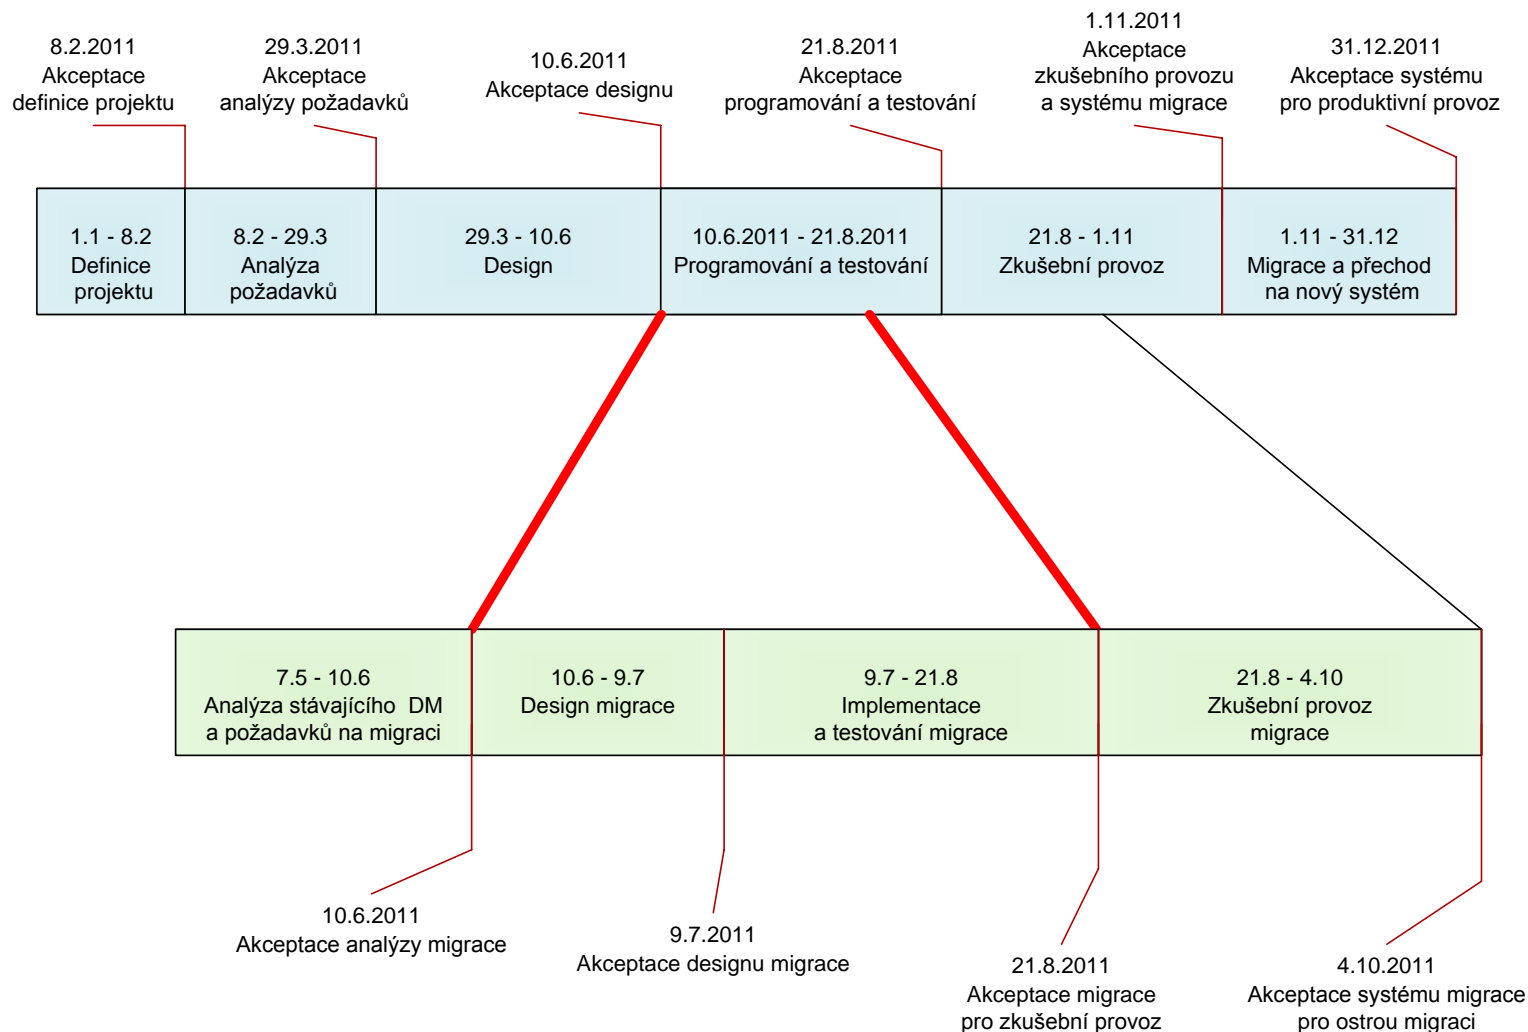 8.2.2011
Akceptace
definice projektu
29.3.2011
Akceptace
analýzy požadavků
10.6.2011
Akceptace designu
21.8.2011
Akceptace
programování a testování
1.11.2011
Akceptace
zkušebního provozu
a systému migrace
31.12.2011
Akceptace systému
pro produktivní provoz
1.1 - 8.2
Definice
projektu
8.2 - 29.3
Analýza
požadavků
29.3 - 10.6
Design
10.6.2011 - 21.8.2011
Programování a testování
21.8 - 1.11
Zkušební provoz
1.11 - 31.12
Migrace a přechod
na nový systém
7.5 - 10.6
Analýza stávajícího DM
a požadavků na migraci
10.6 - 9.7
Design migrace
9.7 - 21.8
Implementace
a testování migrace
21.8 - 4.10
Zkušební provoz
migrace
10.6.2011
Akceptace analýzy migrace
9.7.2011
Akceptace designu migrace
21.8.2011
Akceptace migrace
pro zkušební provoz
4.10.2011
Akceptace systému migrace
pro ostrou migraci